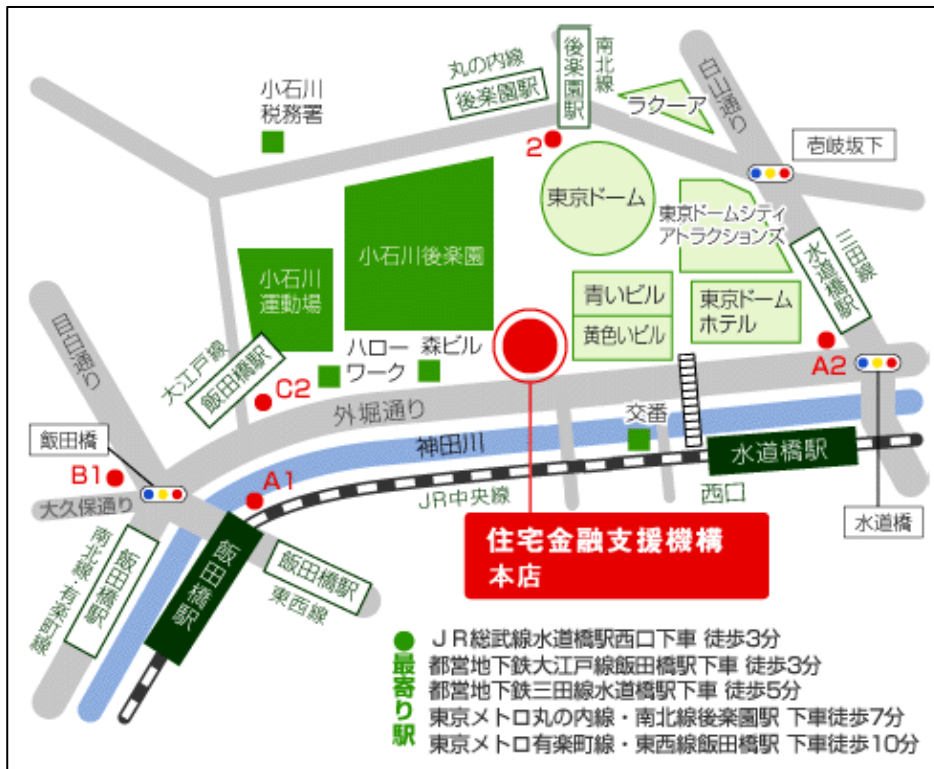 丸の内線
後楽園駅
後楽園駅
南北線
白山通り
小石川
税務署
ラクーア
壱岐坂下
2
東京ドーム
東京ドームシティ
アトラクションズ
三田線
水道橋駅
小石川後楽園
小石川
運動場
青いビル
黄色いビル
東京ドーム
ホテル
目白通り
大江戸線
飯田橋駅
ハロー
ワーク
森ビル
A2
C2
外堀通り
交番
飯田橋
神田川
水道橋駅
B1
A1
大久保通り
JR中央線
西口
水道橋
住宅金融支援機構
本店
南北線・有楽町線
飯田橋駅
飯田橋駅
飯田橋駅
東西線
最寄り駅
JR総武線水道橋駅西口下車 徒歩3分
都営地下鉄大江戸線飯田橋駅下車 徒歩3分
都営地下鉄三田線水道橋駅下車 徒歩5分
東京メトロ丸の内線・南北線後楽園駅 下車徒歩7分
東京メトロ有楽町線・東西線飯田橋駅 下車徒歩10分